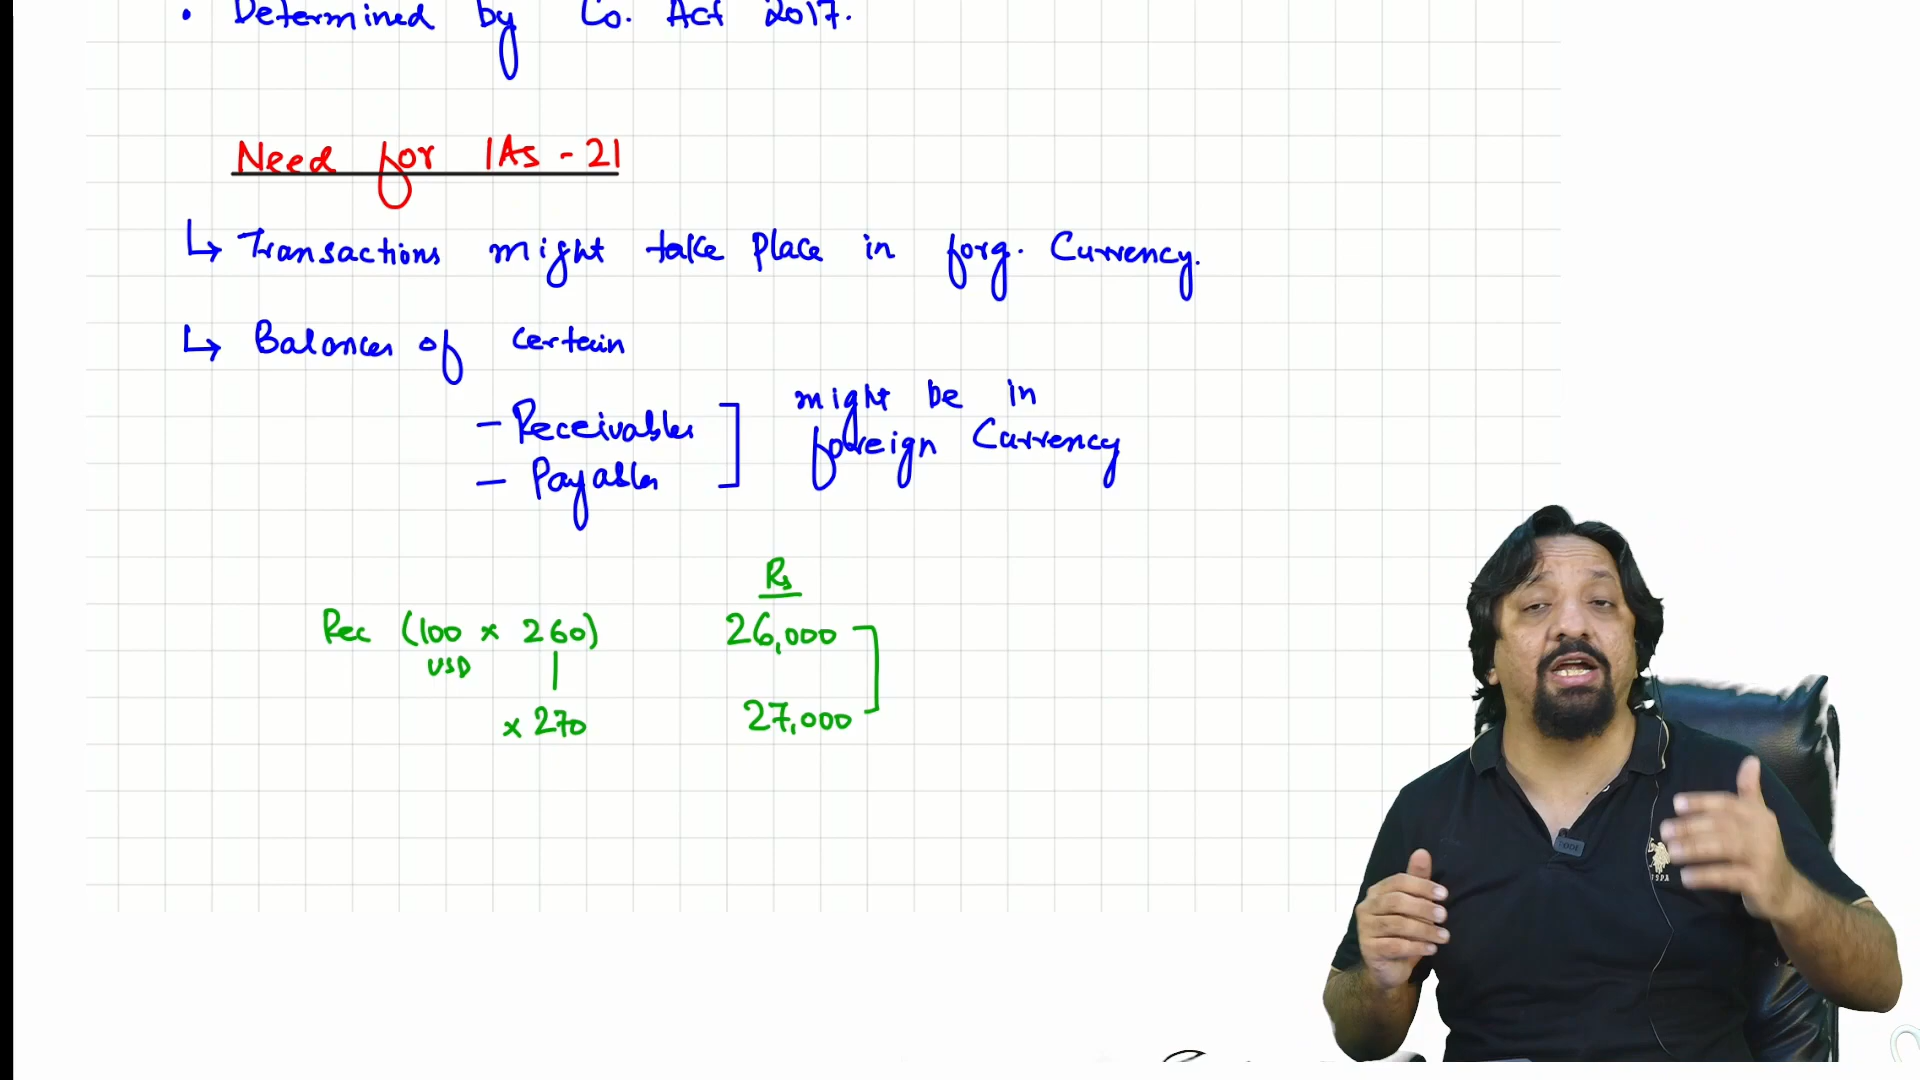 • Determined by Co. Act 2017.
Need for IAS - 21
↳ Transactions might take place in forg. Currency.
↳ Balances of certain
– Receivables
– Payables
might be in
foreign Currency
Rs
Rec (100 x 260) 26,000
USD
x 270 27,000